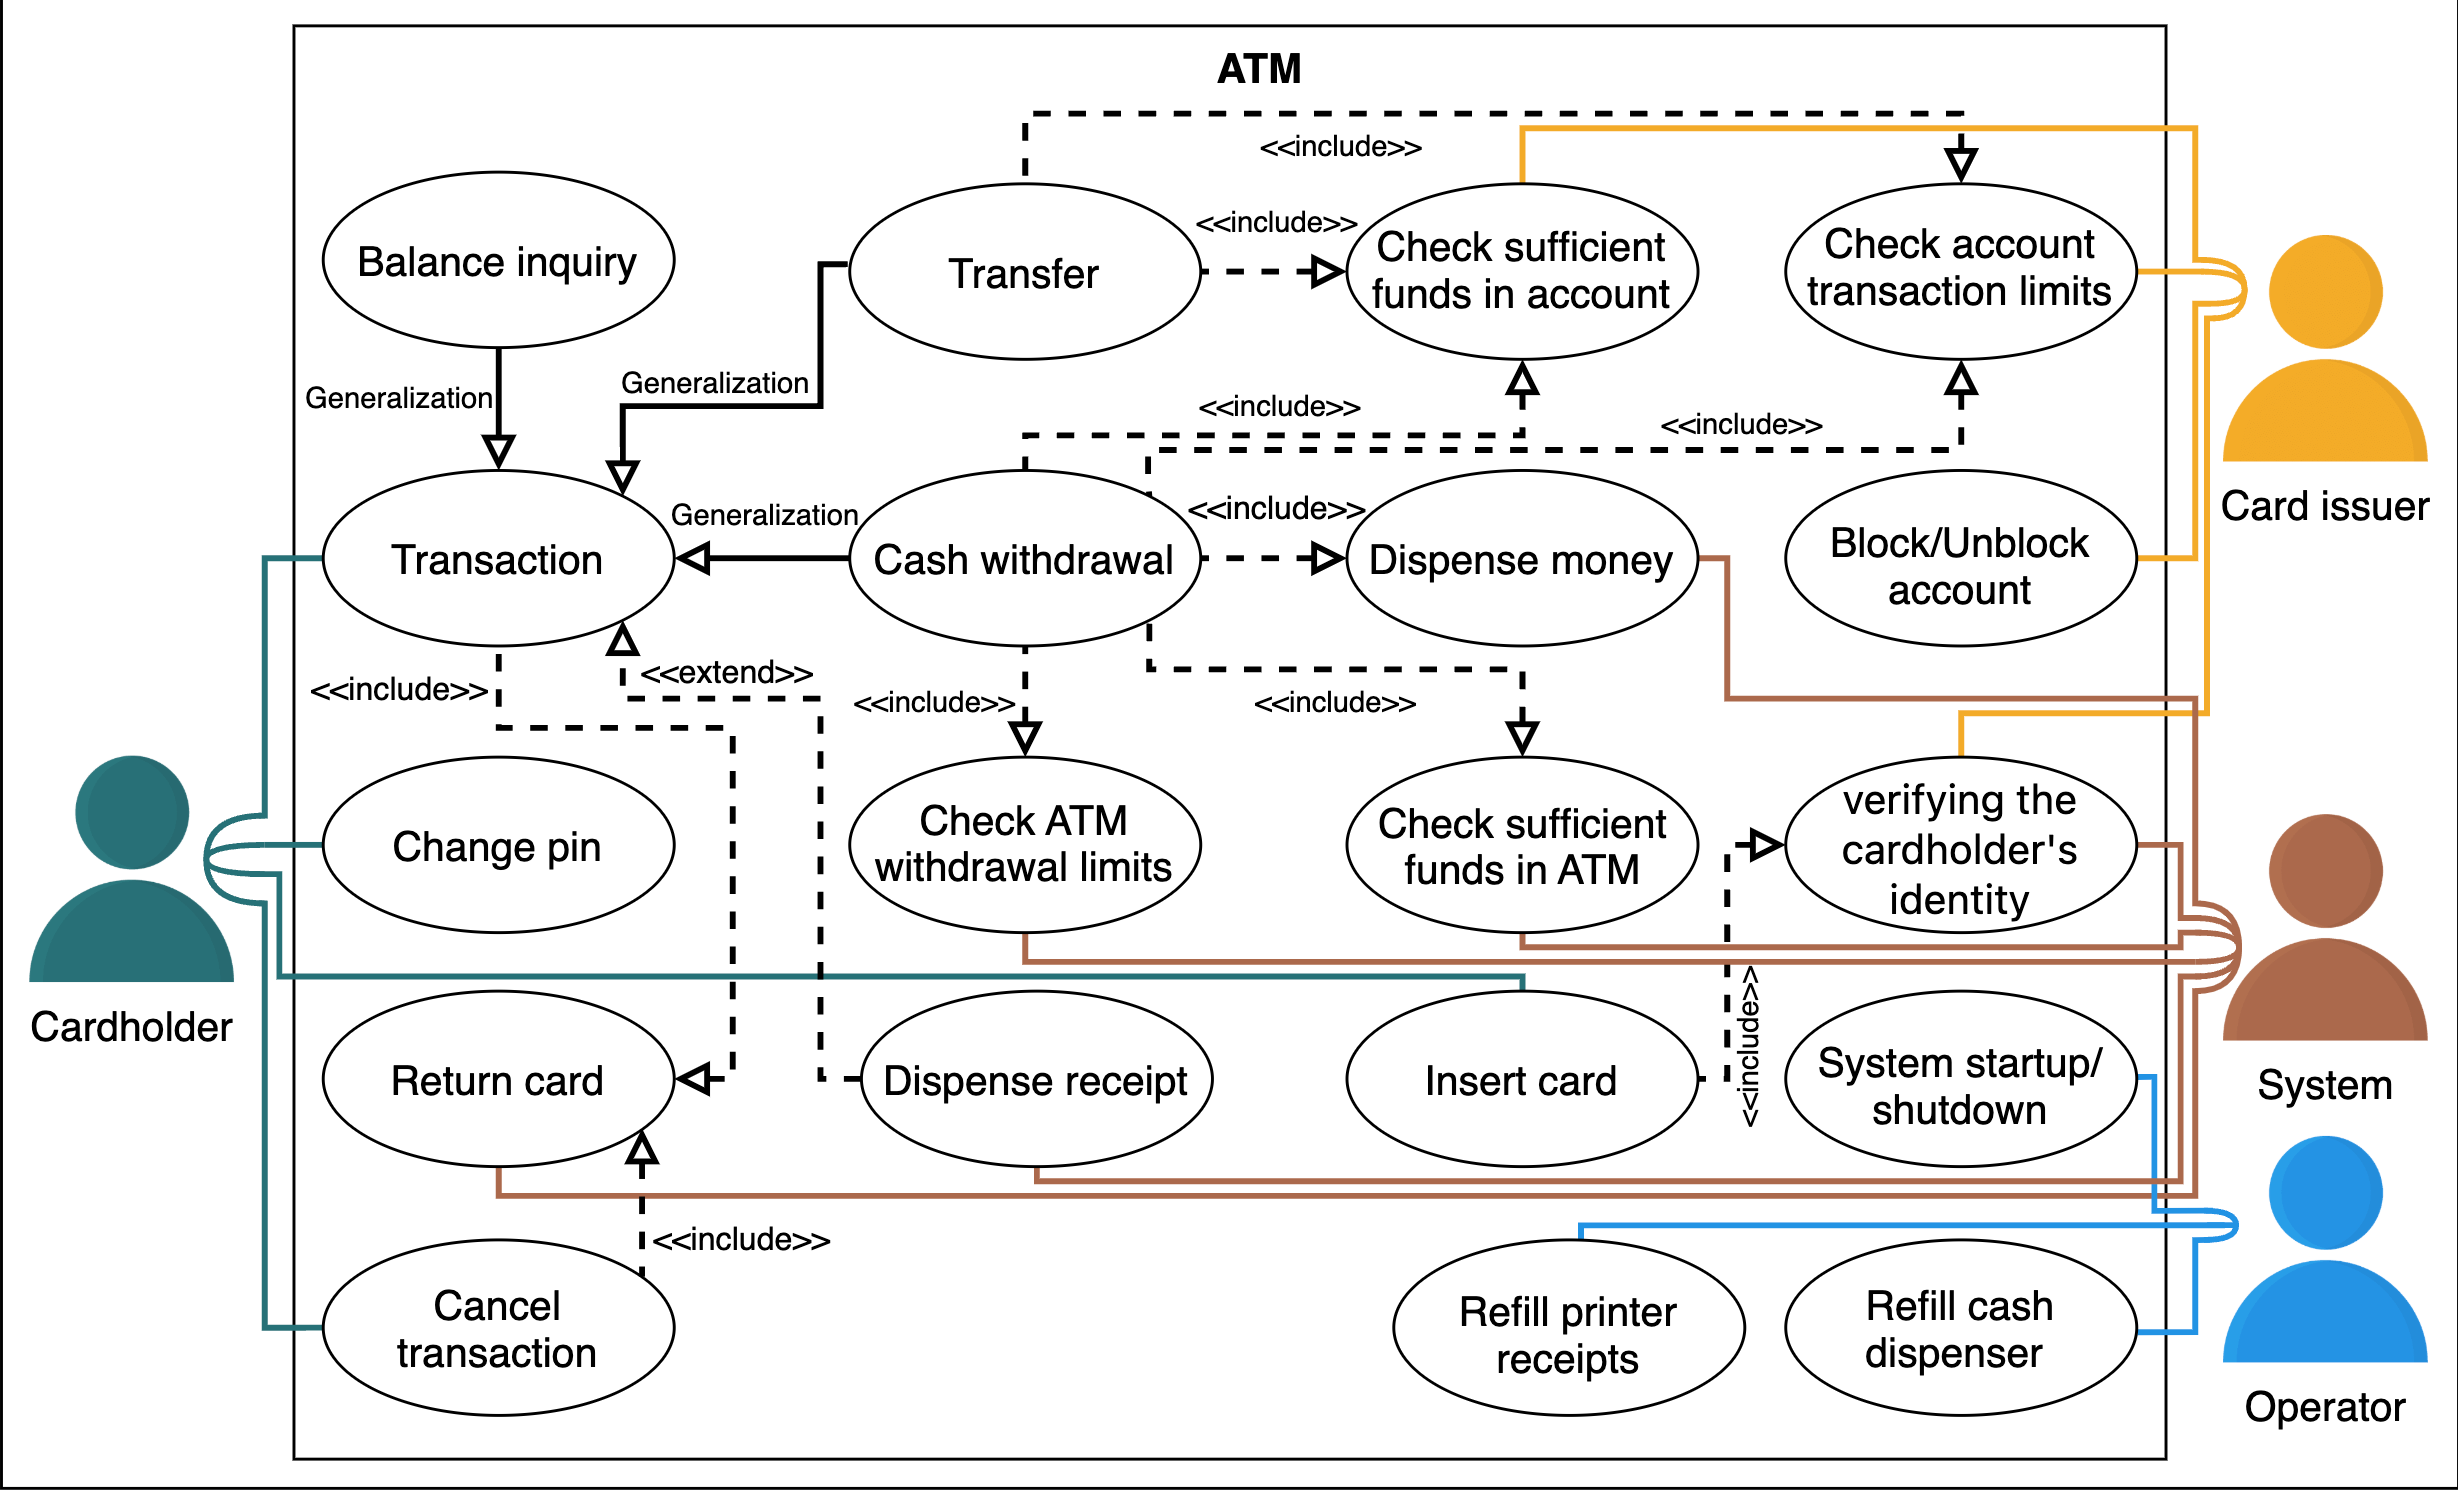 ATM
<<include>>
<<include>>
Balance inquiry
Transfer
Check sufficient
funds in account
Check account
transaction limits
Generalization
Generalization
<<include>>
<<include>>
Card issuer
Generalization
<<include>>
Transaction
Cash withdrawal
Dispense money
Block/Unblock
account
<<include>>
<<extend>>
<<include>>
<<include>>
Change pin
Check ATM
withdrawal limits
Check sufficient
funds in ATM
verifying the
cardholder's
identity
Cardholder
<<include>>
Return card
Dispense receipt
Insert card
System startup/
shutdown
System
<<include>>
Cancel
transaction
Refill printer
receipts
Refill cash
dispenser
Operator